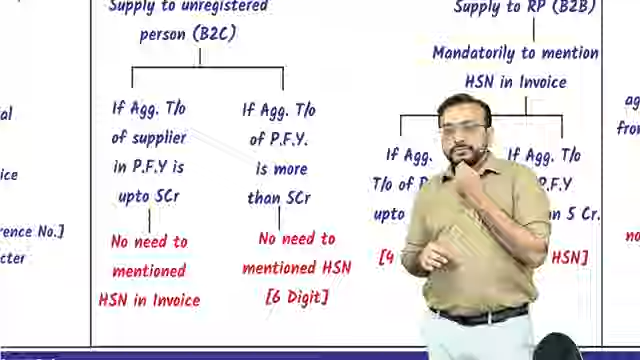 al
ice
rence No.]
cter
Supply to unregistered
person (B2C)
If Agg. T/o
of supplier
in P.F.Y is
upto 5Cr
No need to
mentioned
HSN in Invoice
If Agg. T/o
of P.F.Y.
is more
than 5Cr
No need to
mentioned HSN
[6 Digit]
Supply to RP (B2B)
Mandatorily to mention
HSN in Invoice
If Agg.
T/o of
upto
[4
If Agg. T/o
P.F.Y
5 Cr.
HSN]
ag
from
no